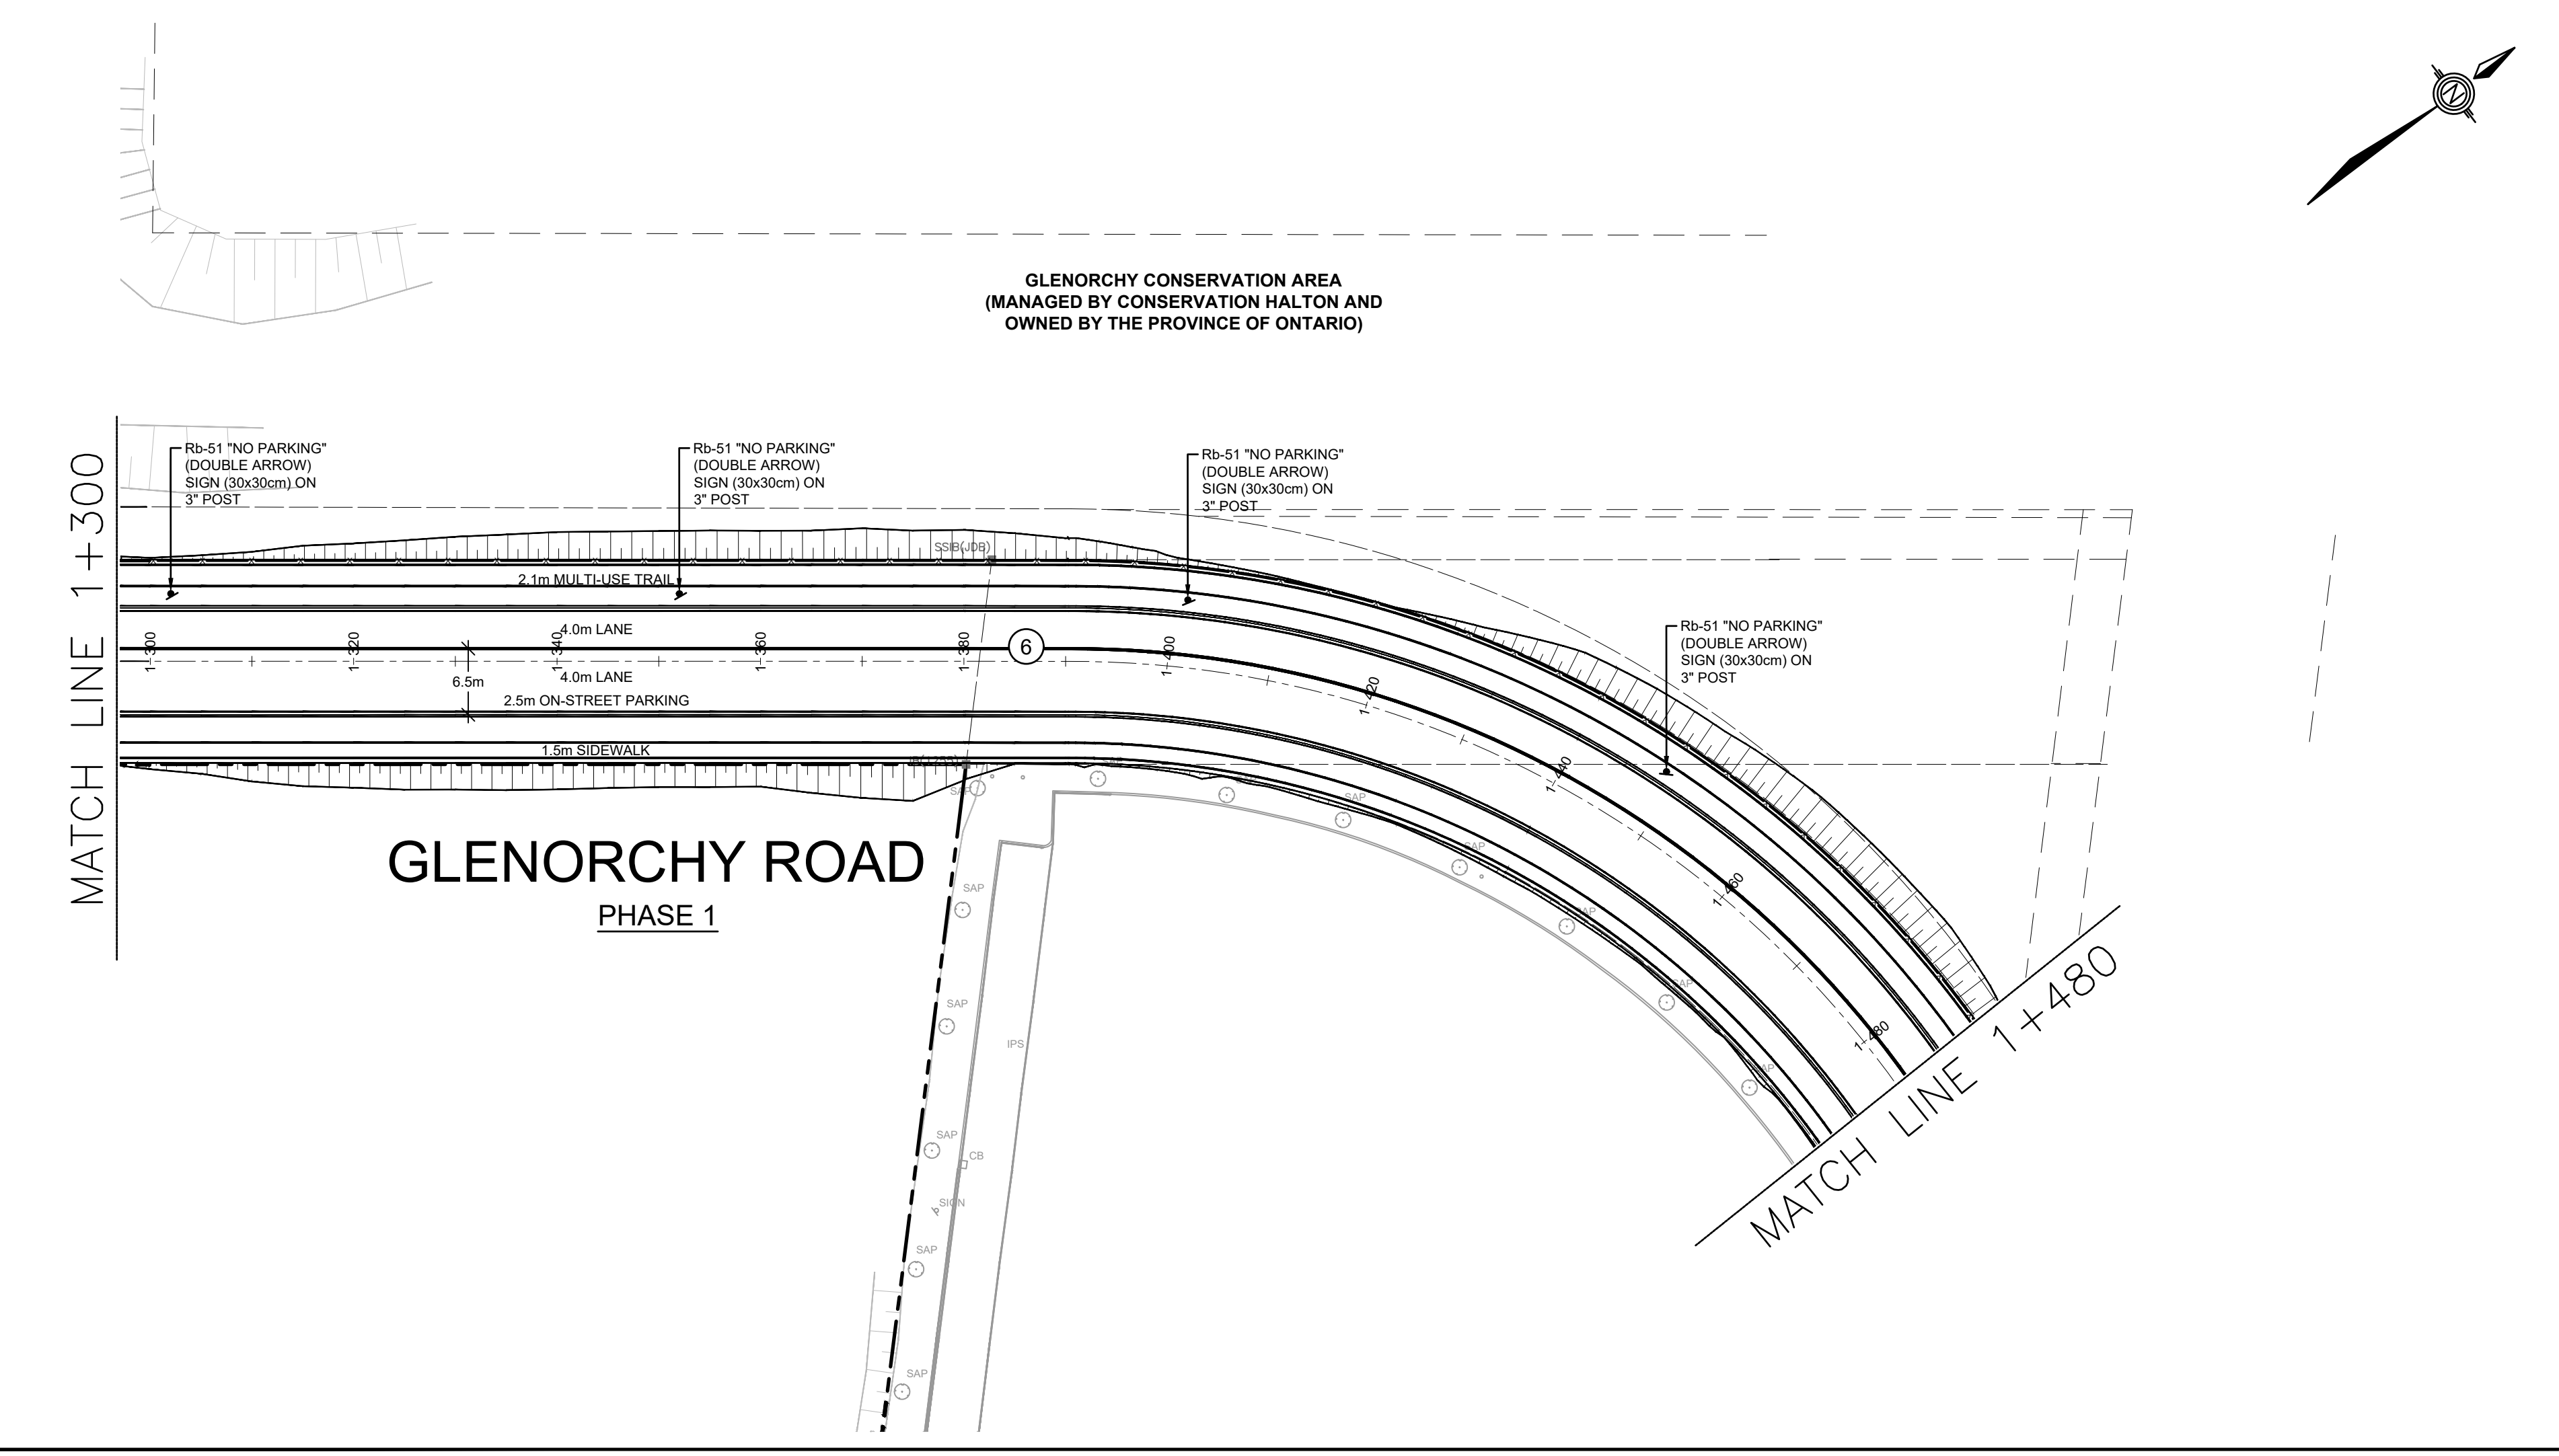 N
GLENORCHY CONSERVATION AREA
(MANAGED BY CONSERVATION HALTON AND
OWNED BY THE PROVINCE OF ONTARIO)
MATCH LINE 1+300
Rb-51 "NO PARKING"
(DOUBLE ARROW)
SIGN (30x30cm) ON
3" POST
Rb-51 "NO PARKING"
(DOUBLE ARROW)
SIGN (30x30cm) ON
3" POST
Rb-51 "NO PARKING"
(DOUBLE ARROW)
SIGN (30x30cm) ON
3" POST
Rb-51 "NO PARKING"
(DOUBLE ARROW)
SIGN (30x30cm) ON
3" POST
SSIB(JDB)
2.1m MULTI-USE TRAIL
4.0m LANE
1+300
1+320
1+340
1+360
1+380
6
1+400
1+420
1+440
1+460
1+480
4.0m LANE
6.5m
2.5m ON-STREET PARKING
1.5m SIDEWALK
SAP
SAP
SAP
SAP
SAP
SAP
SAP
GLENORCHY ROAD
PHASE 1
SAP
SAP
IPS
SAP
CB
SIGN
SAP
SAP
MATCH LINE 1+480